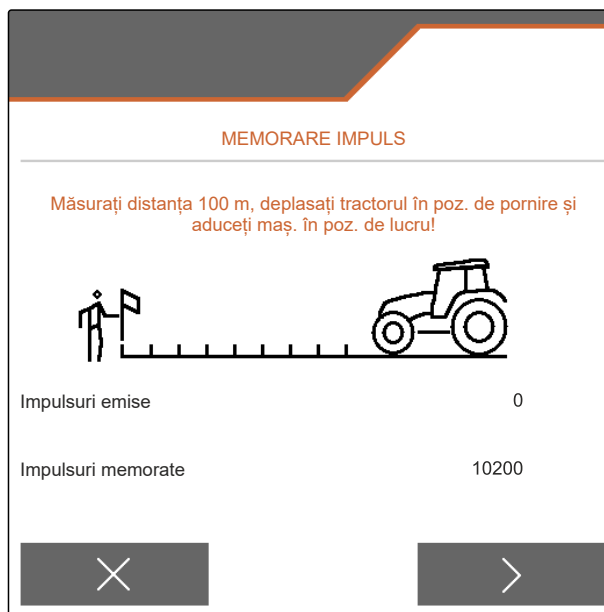 MEMORARE IMPULS
Măsurați distanța 100 m, deplasați tractorul în poz. de pornire și
aduceți maș. în poz. de lucru!
Impulsuri emise 0
Impulsuri memorate 10200